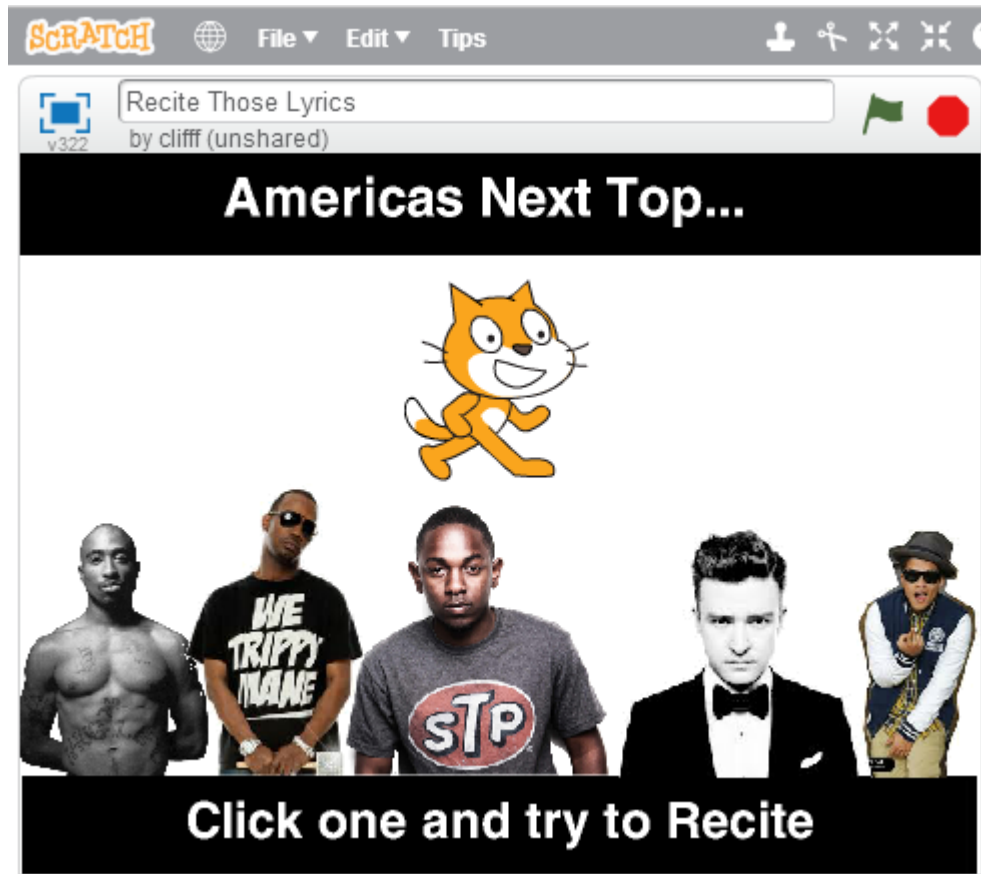 SCRATCH File Edit Tips
Recite Those Lyrics
v322 by clifff (unshared)
Americas Next Top...
WE
TRIPPY
MANE
STP
Click one and try to Recite